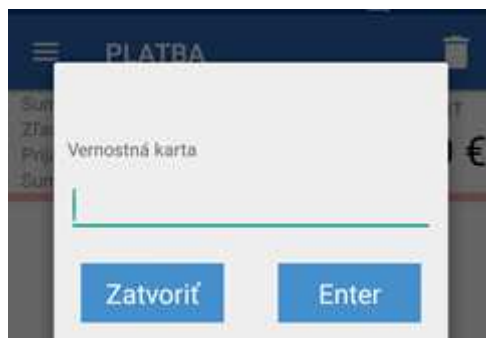 PLATBA
Vernostná karta
€
Zatvoriť
Enter